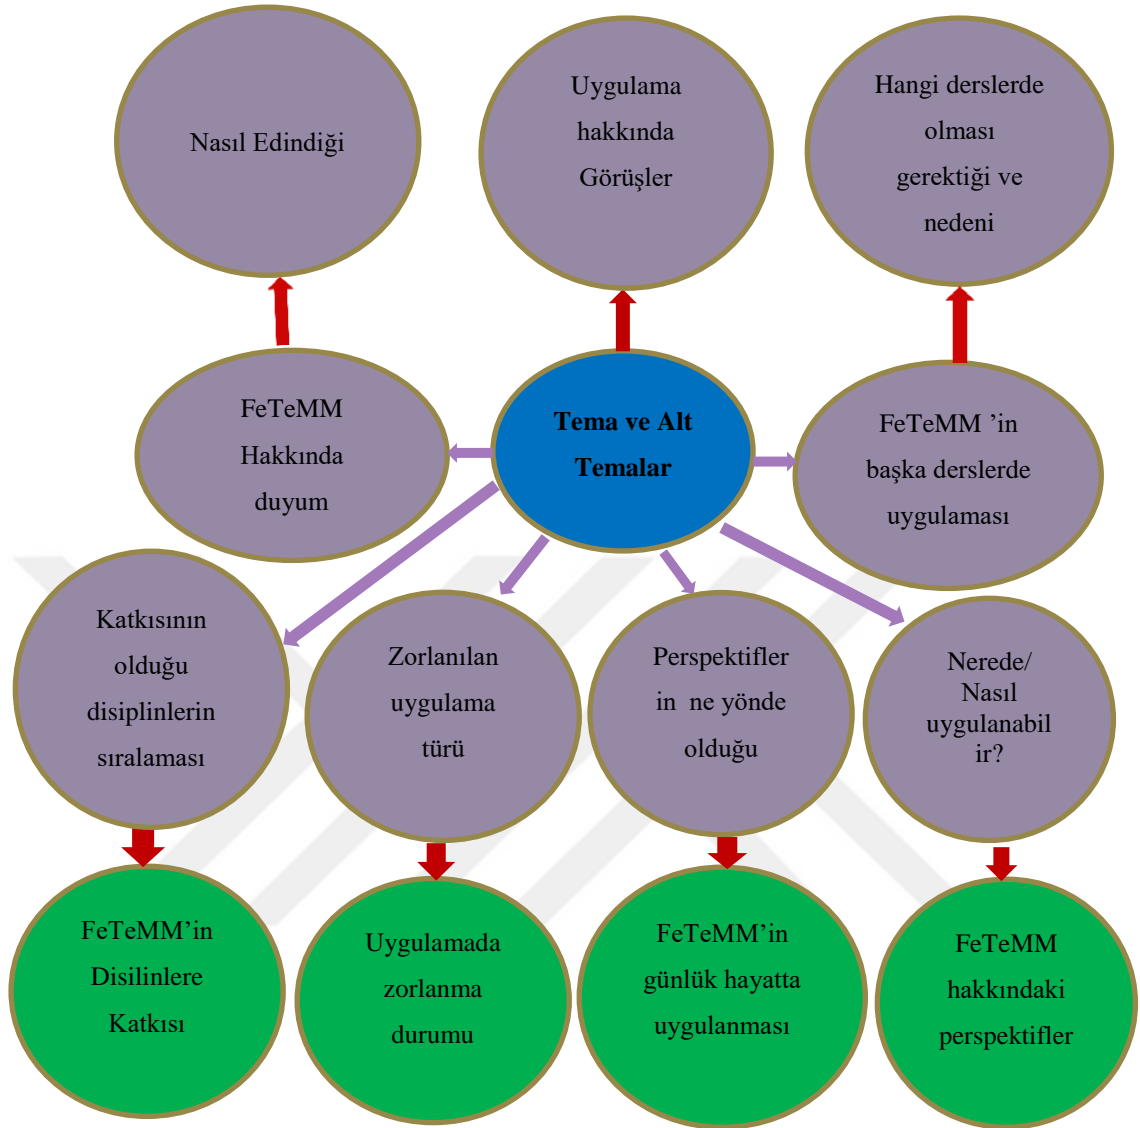 Nasıl Edindiği
Uygulama
hakkında
Görüşler
Hangi derslerde
olması
gerektiği ve
nedeni
FeTeMM
Hakkında
duyum
Tema ve Alt
Temalar
FeTeMM ’in
başka derslerde
uygulaması
Katkısının
olduğu
disiplinlerin
sıralaması
Zorlanılan
uygulama
türü
Perspektifler
in ne yönde
olduğu
Nerede/
Nasıl
uygulanabil
ir?
FeTeMM’in
Disilinlere
Katkısı
Uygulamada
zorlanma
durumu
FeTeMM’in
günlük hayatta
uygulanması
FeTeMM
hakkındaki
perspektifler